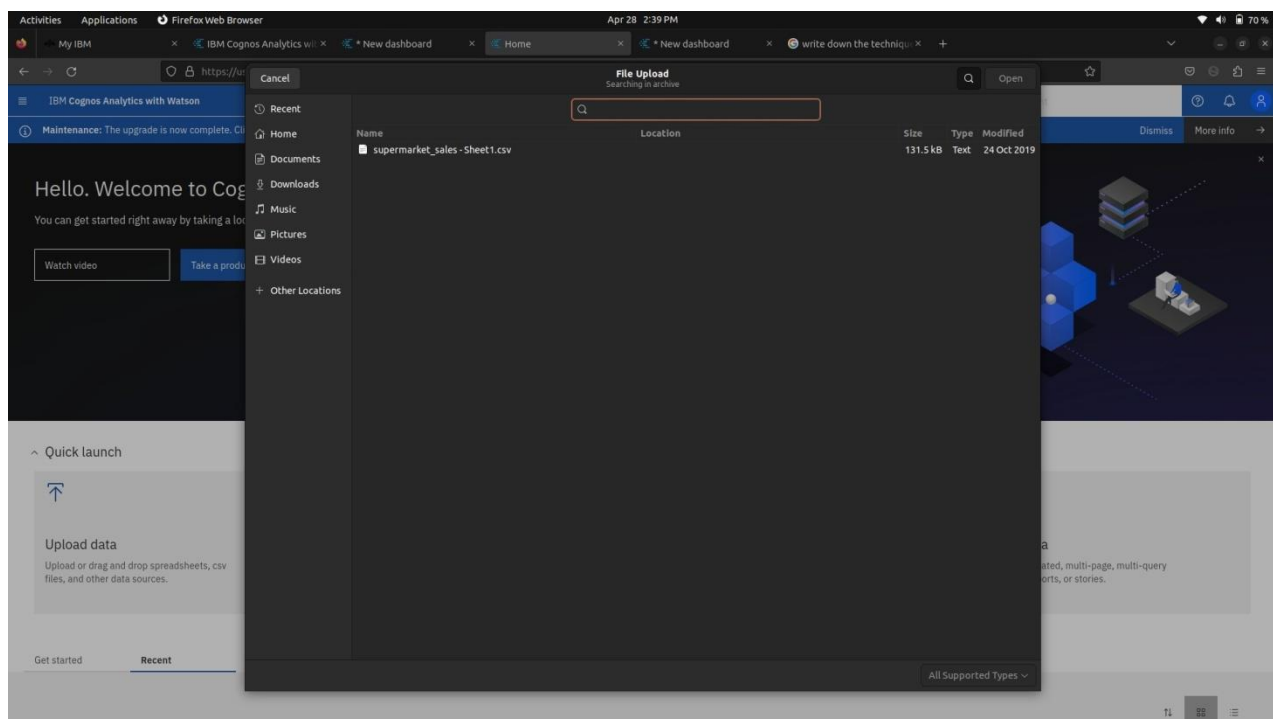 Activities Applications Firefox Web Browser Apr 28 2:39 PM 70 %
My IBM × IBM Cognos Analytics wit × * New dashboard × Home × * New dashboard × write down the techniqu × +
https://u
Cancel File Upload Open
Searching in archive
IBM Cognos Analytics with Watson
Maintenance: The upgrade is now complete. Cli Dismiss More info →
Recent
Home
Documents
Downloads
Music
Pictures
Videos
+ Other Locations
Name Location Size Type Modified
supermarket_sales - Sheet1.csv 131.5 kB Text 24 Oct 2019
Hello. Welcome to Cog
You can get started right away by taking a loo
Watch video Take a produ
Quick launch
Upload data
Upload or drag and drop spreadsheets, csv
files, and other data sources.
a
ated, multi-page, multi-query
orts, or stories.
Get started Recent
All Supported Types